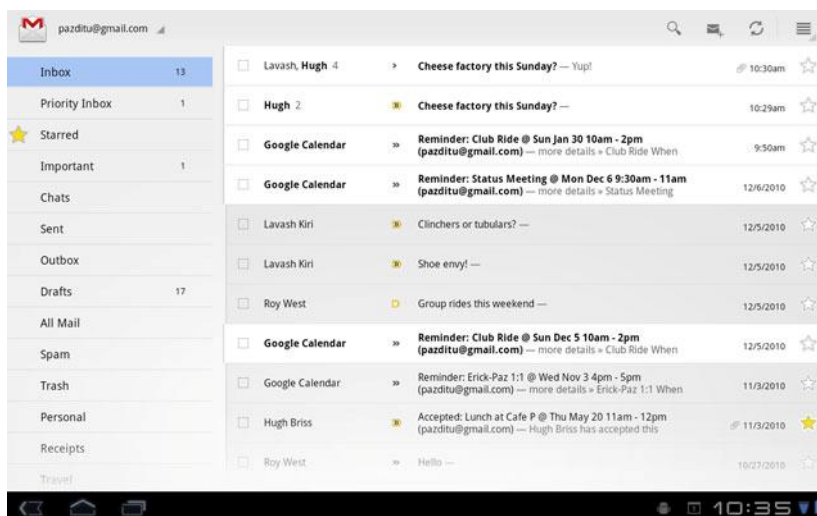 pazditu@gmail.com
Inbox 13
Priority Inbox 1
Starred
Important 1
Chats
Sent
Outbox
Drafts 17
All Mail
Spam
Trash
Personal
Receipts
Travel
Lavash, Hugh 4 › Cheese factory this Sunday? — Yup! 10:30am
Hugh 2 » Cheese factory this Sunday? — 10:29am
Google Calendar » Reminder: Club Ride @ Sun Jan 30 10am - 2pm
(pazditu@gmail.com) — more details » Club Ride When 9:50am
Google Calendar » Reminder: Status Meeting @ Mon Dec 6 9:30am - 11am
(pazditu@gmail.com) — more details » Status Meeting 12/6/2010
Lavash Kiri » Clinchers or tubulars? — 12/5/2010
Lavash Kiri » Shoe envy! — 12/5/2010
Roy West Group rides this weekend — 12/5/2010
Google Calendar » Reminder: Club Ride @ Sun Dec 5 10am - 2pm
(pazditu@gmail.com) — more details » Club Ride When 12/5/2010
Google Calendar » Reminder: Erick-Paz 1:1 @ Wed Nov 3 4pm - 5pm
(pazditu@gmail.com) — more details » Erick-Paz 1:1 When 11/3/2010
Hugh Briss » Accepted: Lunch at Cafe P @ Thu May 20 11am - 12pm
(pazditu@gmail.com) — Hugh Briss has accepted this 11/3/2010
Roy West » Hello — 10/27/2010
10:35